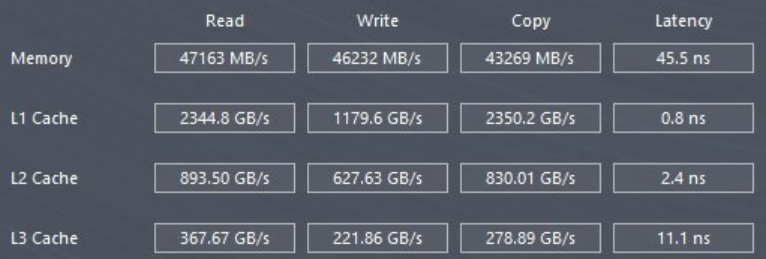 Read Write Copy Latency
Memory 47163 MB/s 46232 MB/s 43269 MB/s 45.5 ns
L1 Cache 2344.8 GB/s 1179.6 GB/s 2350.2 GB/s 0.8 ns
L2 Cache 893.50 GB/s 627.63 GB/s 830.01 GB/s 2.4 ns
L3 Cache 367.67 GB/s 221.86 GB/s 278.89 GB/s 11.1 ns